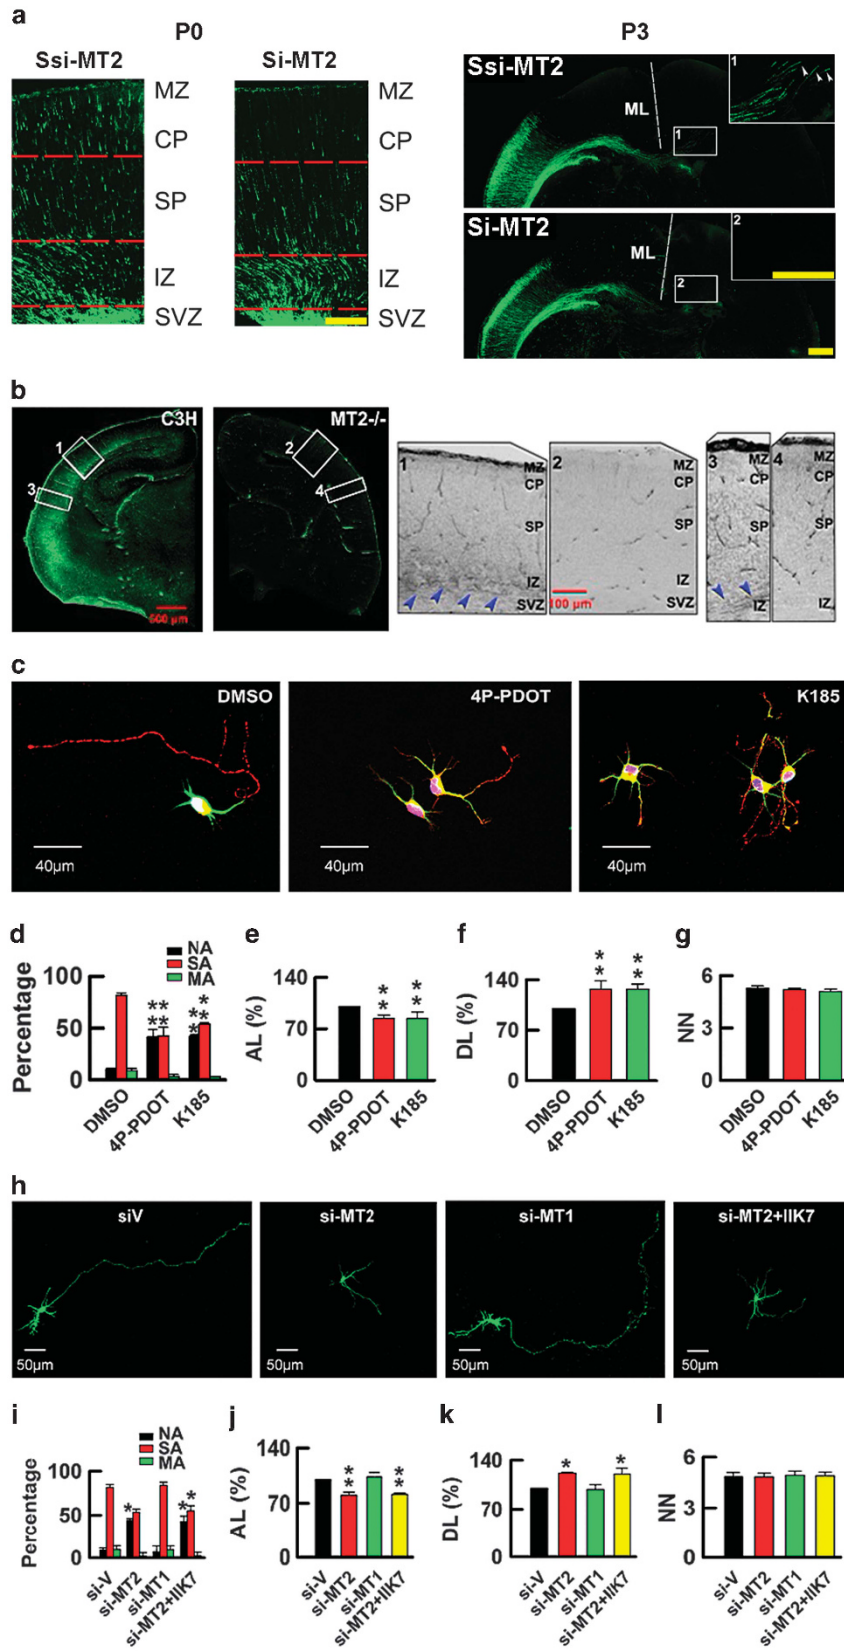 a
P0
P3
Ssi-MT2
Si-MT2
MZ
CP
SP
IZ
SVZ
MZ
CP
SP
IZ
SVZ
Ssi-MT2
ML
1
1
Si-MT2
ML
2
2
b
C3H
1
3
500 µm
MT2-/-
2
4
1
MZ
CP
SP
IZ
SVZ
2
MZ
CP
SP
IZ
SVZ
100 µm
3
MZ
CP
SP
IZ
4
MZ
CP
SP
IZ
c
DMSO
40µm
4P-PDOT
40µm
K185
40µm
d
NA
SA
MA
Percentage
100
50
0
** ** ** **
DMSO
4P-PDOT
K185
e
AL (%)
140
70
0
** **
DMSO
4P-PDOT
K185
f
DL (%)
140
70
0
** **
DMSO
4P-PDOT
K185
g
NN
6
3
0
DMSO
4P-PDOT
K185
h
siV
50µm
si-MT2
50µm
si-MT1
50µm
si-MT2+IIK7
50µm
i
NA
SA
MA
Percentage
100
50
0
* * *
si-V
si-MT2
si-MT1
si-MT2+IIK7
j
AL (%)
140
70
0
** **
si-V
si-MT2
si-MT1
si-MT2+IIK7
k
DL (%)
140
70
0
* *
si-V
si-MT2
si-MT1
si-MT2+IIK7
l
NN
6
3
0
si-V
si-MT2
si-MT1
si-MT2+IIK7